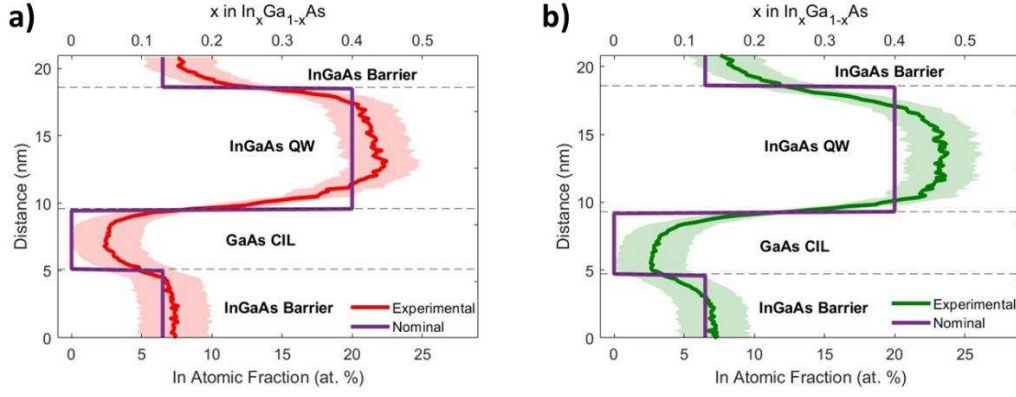 a)
x in InₓGa₁₋ₓAs
0 0.1 0.2 0.3 0.4 0.5
20
15
10
5
0
Distance (nm)
InGaAs Barrier
InGaAs QW
GaAs CIL
InGaAs Barrier
Experimental
Nominal
0 5 10 15 20 25
In Atomic Fraction (at. %)
b)
x in InₓGa₁₋ₓAs
0 0.1 0.2 0.3 0.4 0.5
20
15
10
5
0
Distance (nm)
InGaAs Barrier
InGaAs QW
GaAs CIL
InGaAs Barrier
Experimental
Nominal
0 5 10 15 20 25
In Atomic Fraction (at. %)